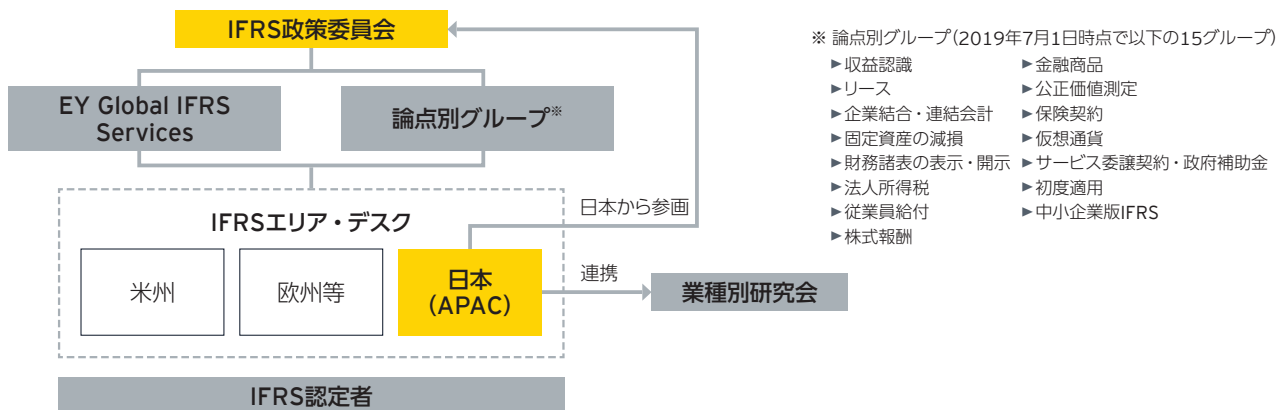 IFRS政策委員会
EY Global IFRS
Services
論点別グループ※
IFRSエリア・デスク
米州
欧州等
日本
(APAC)
日本から参画
連携
業種別研究会
IFRS認定者
※ 論点別グループ(2019年7月1日時点で以下の15グループ)
►収益認識
►リース
►企業結合・連結会計
►固定資産の減損
►財務諸表の表示・開示
►法人所得税
►従業員給付
►株式報酬
►金融商品
►公正価値測定
►保険契約
►仮想通貨
►サービス委譲契約・政府補助金
►初度適用
►中小企業版IFRS